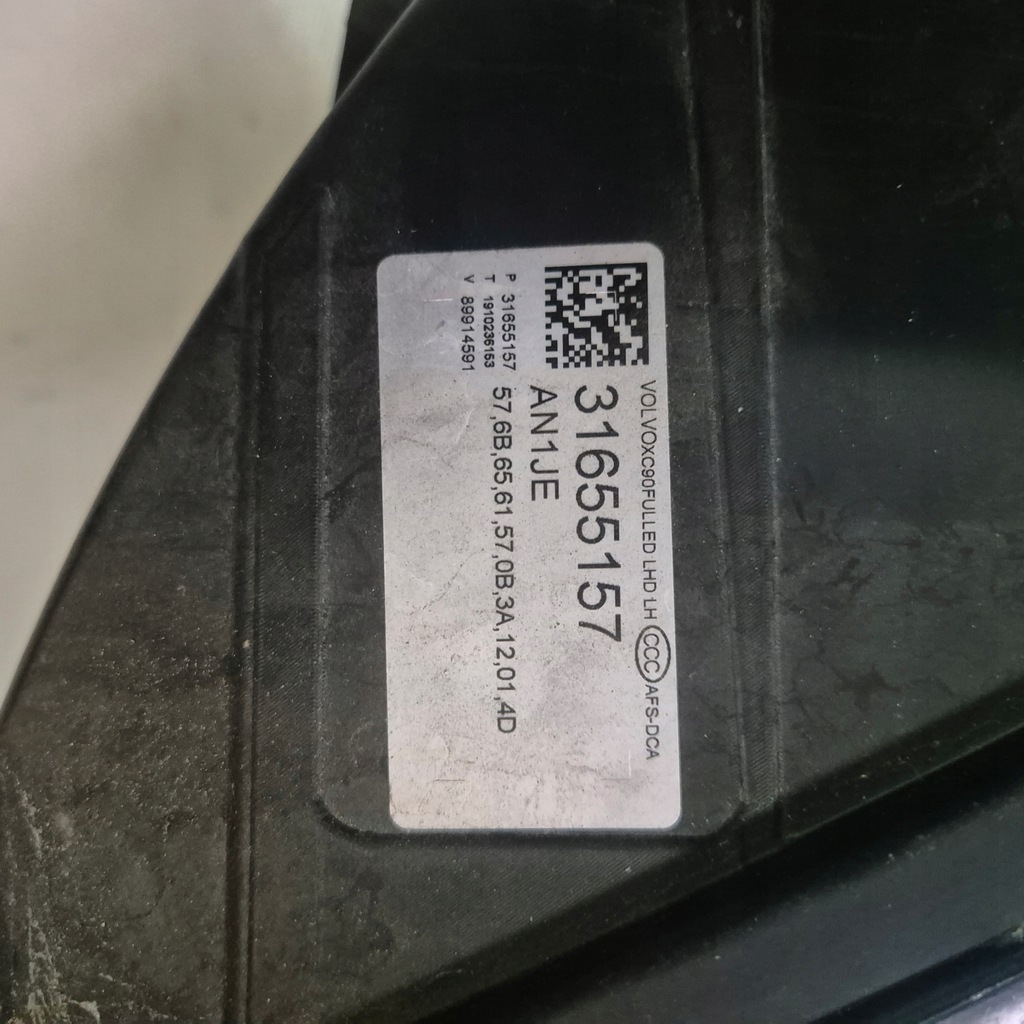 VOLVOXC90FULLED LHD LH CCC AFS-DCA
31655157
AN1JE
P 31655157
T 1910236153
V 89914591
57,6B,65,61,57,0B,3A,12,01,4D